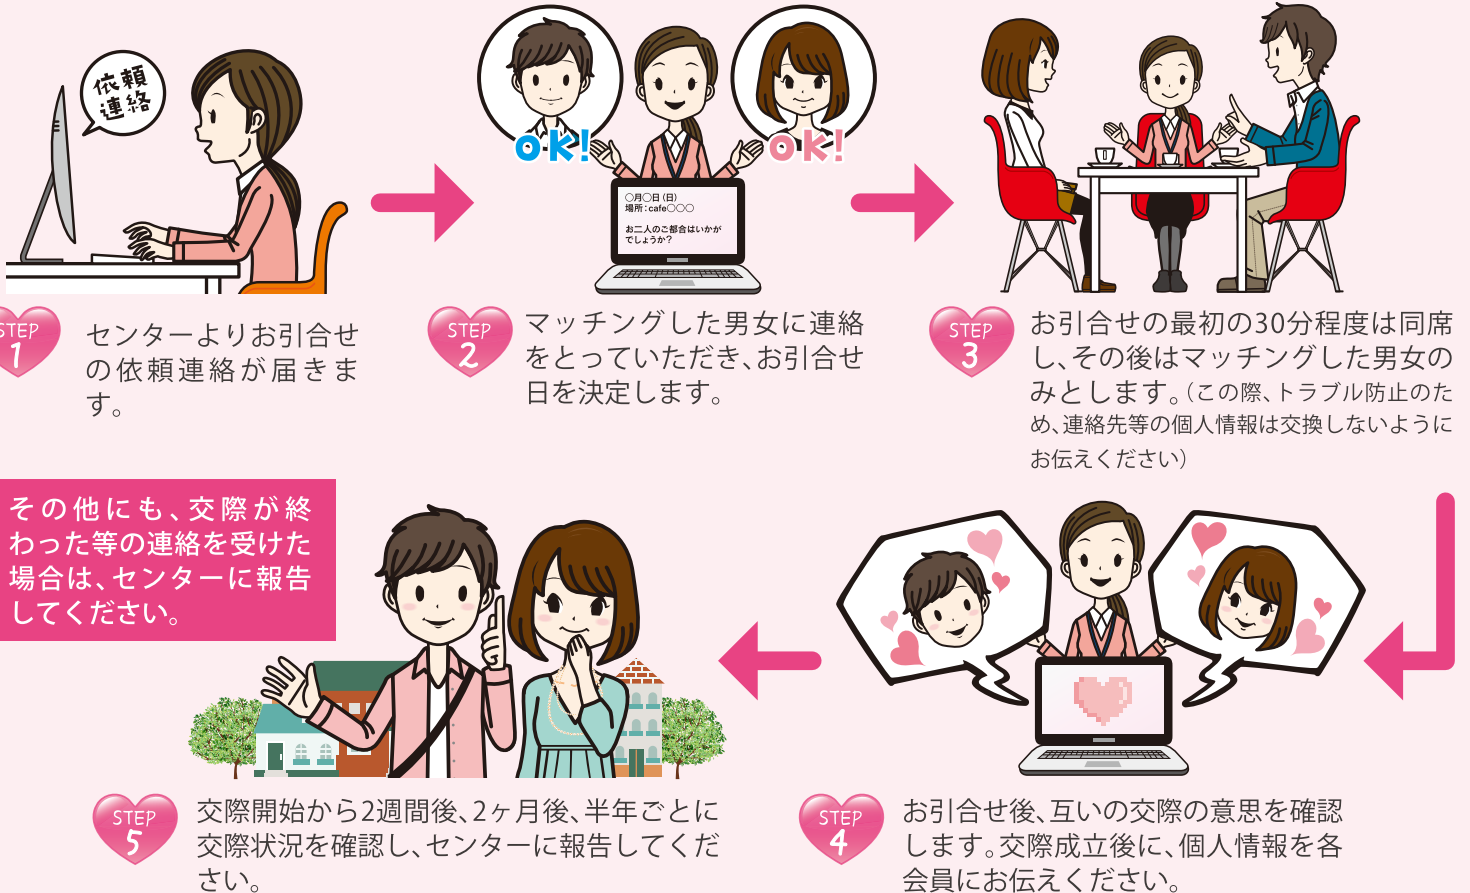 依頼
連絡
ok!
ok!
○月○日(日)
場所:cafe○○○
お二人のご都合はいかが
でしょうか?
STEP
1
センターよりお引合せ
の依頼連絡が届きま
す。
STEP
2
マッチングした男女に連絡
をとっていただき、お引合せ
日を決定します。
STEP
3
お引合せの最初の30分程度は同席
し、その後はマッチングした男女の
みとします。(この際、トラブル防止のた
め、連絡先等の個人情報は交換しないように
お伝えください)
STEP
4
お引合せ後、互いの交際の意思を確認
します。交際成立後に、個人情報を各
会員にお伝えください。
STEP
5
交際開始から2週間後、2ヶ月後、半年ごとに
交際状況を確認し、センターに報告してくだ
さい。
その他にも、交際が終
わった等の連絡を受けた
場合は、センターに報告
してください。